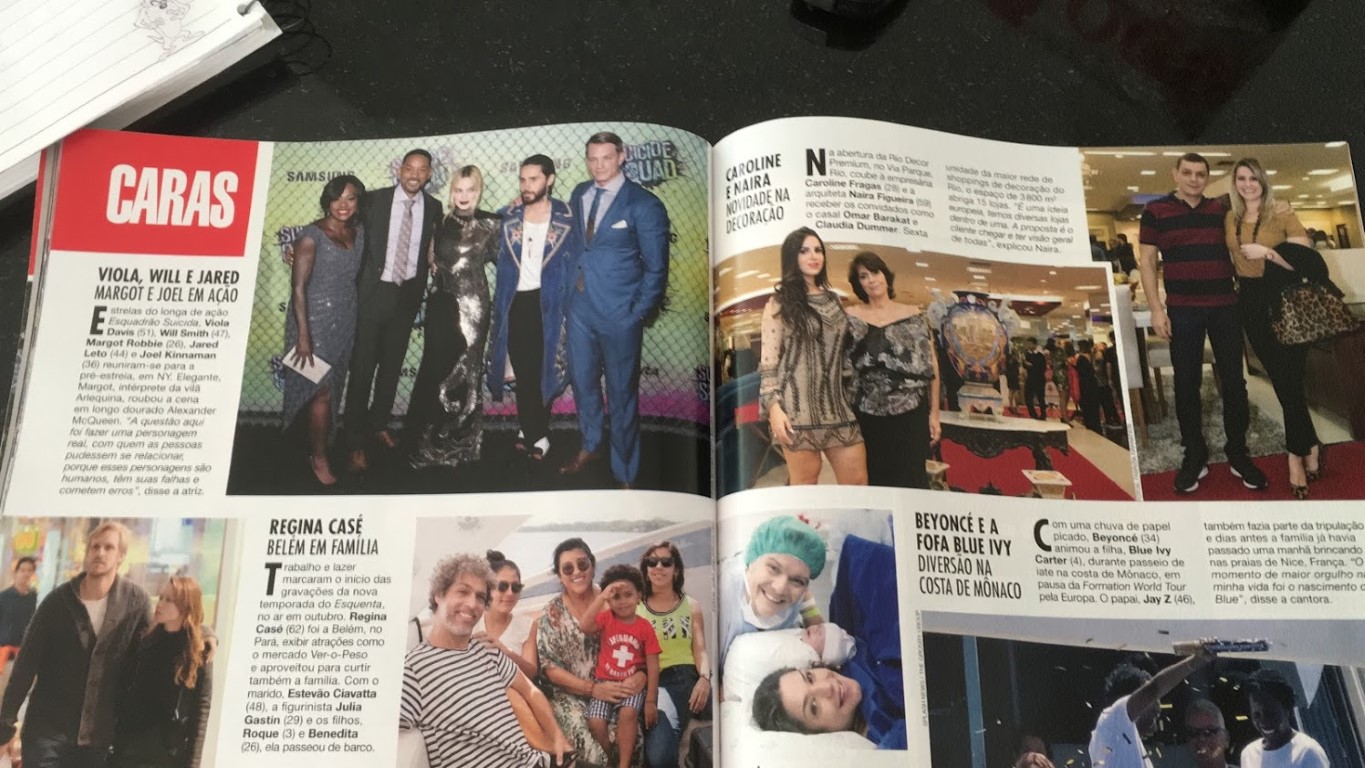 CARAS
VIOLA, WILL E JARED
MARGOT E JOEL EM AÇÃO
Estrelas do longa de ação
Esquadrão Suicida, Viola
Davis (51), Will Smith (47),
Margot Robbie (26), Jared
Leto (44) e Joel Kinnaman
(36) reuniram-se para a
pré-estreia, em NY. Elegante,
Margot, intérprete da vilã
Arlequina, roubou a cena
em longo dourado Alexander
McQueen. "A questão aqui
foi fazer uma personagem
real, com quem as pessoas
pudessem se relacionar,
porque esses personagens são
humanos, têm suas falhas e
cometem erros", disse a atriz.
SAMSUNG
SAMSUNG
SUICIDE
SQUAD
CAROLINE
E NAIRA
NOVIDADE NA
DECORAÇÃO
Na abertura da Rio Decor
Premium, no Via Parque,
Rio, coube à empresária
Caroline Fragas (28) e à
arquiteta Naira Figueira (59)
receber os convidados como
o casal Omar Barakat e
Claudia Dummer. Sexta
unidade da maior rede de
shoppings de decoração do
Rio, o espaço de 3800 m²
abriga 15 lojas. "É uma ideia
europeia, temos diversas lojas
dentro de uma. A proposta é o
cliente chegar e ter visão geral
de todas", explicou Naira.
REGINA CASÉ
BELÉM EM FAMÍLIA
Trabalho e lazer
marcaram o início das
gravações da nova
temporada do Esquenta,
no ar em outubro. Regina
Casé (62) foi a Belém, no
Pará, exibir atrações como
o mercado Ver-o-Peso
e aproveitou para curtir
também a família. Com o
marido, Estevão Ciavatta
(48), a figurinista Julia
Gastin (29) e os filhos,
Roque (3) e Benedita
(26), ela passeou de barco.
BEYONCÉ E A
FOFA BLUE IVY
DIVERSÃO NA
COSTA DE MÔNACO
Com uma chuva de papel
picado, Beyoncé (34)
animou a filha, Blue Ivy
Carter (4), durante passeio de
iate na costa de Mônaco, em
pausa da Formation World Tour
pela Europa. O papai, Jay Z (46),
também fazia parte da tripulação
e dias antes a família já havia
passado uma manhã brincando
nas praias de Nice, França. "O
momento de maior orgulho
minha vida foi o nascimento
Blue", disse a cantora.